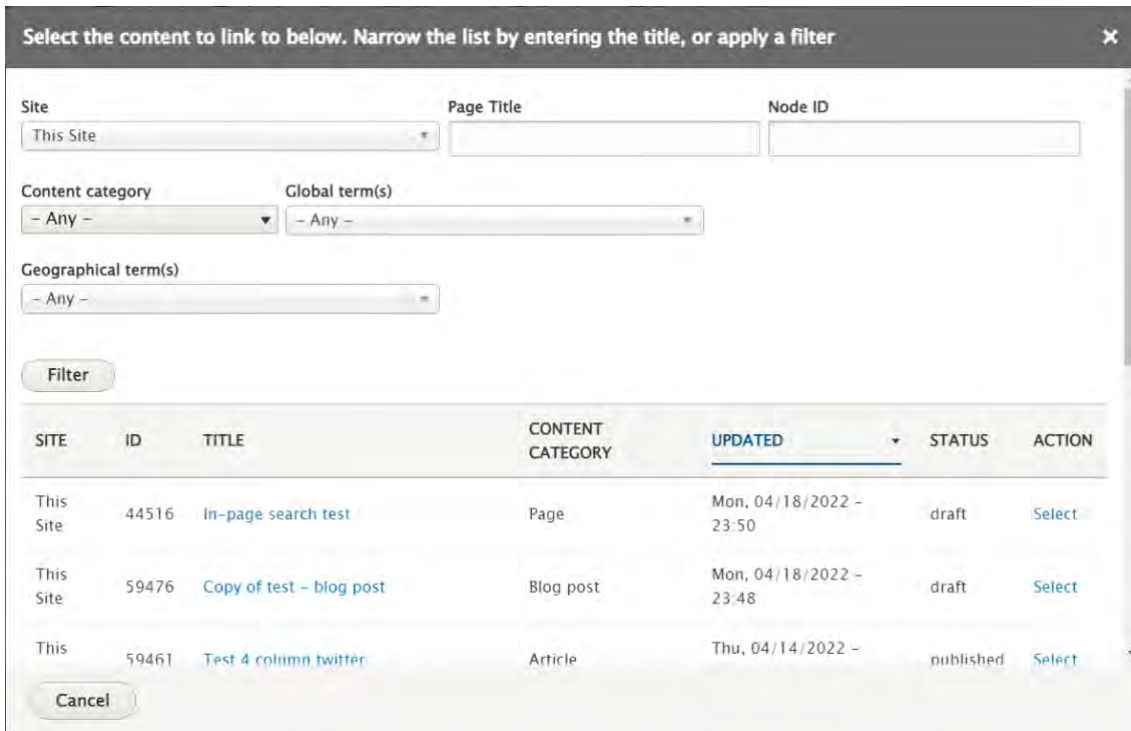 Select the content to link to below. Narrow the list by entering the title, or apply a filter ×
Site Page Title Node ID
This Site
Content category Global term(s)
– Any – – Any –
Geographical term(s)
– Any –
Filter
SITE ID TITLE CONTENT CATEGORY UPDATED STATUS ACTION
This Site 44516 In-page search test Page Mon, 04/18/2022 – 23:50 draft Select
This Site 59476 Copy of test – blog post Blog post Mon, 04/18/2022 – 23:48 draft Select
This 59461 Test 4 column twitter Article Thu, 04/14/2022 – published Select
Cancel